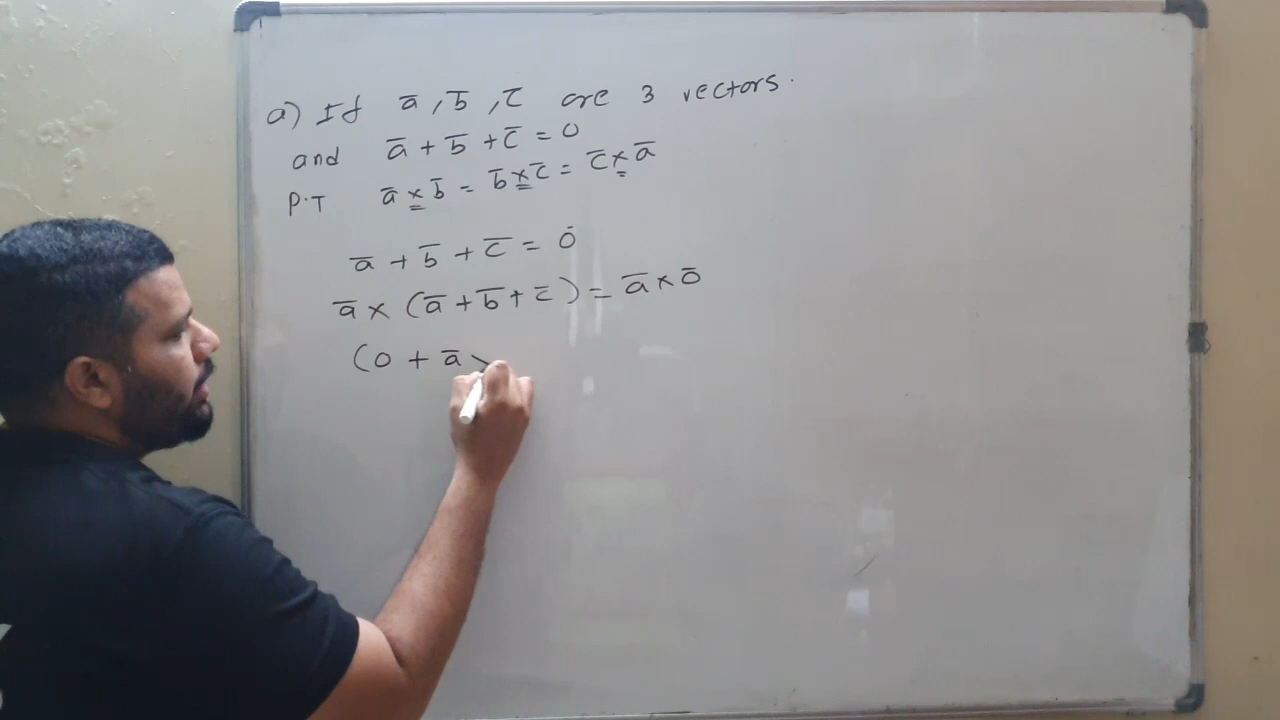 a) If a̅ , b̅ , c̅ are 3 vectors.
and a̅ + b̅ + c̅ = 0
P.T a̅ × b̅ = b̅ × c̅ = c̅ × a̅
a̅ + b̅ + c̅ = 0̅
a̅ × (a̅ + b̅ + c̅) = a̅ × 0̅
(0 + a̅ ×